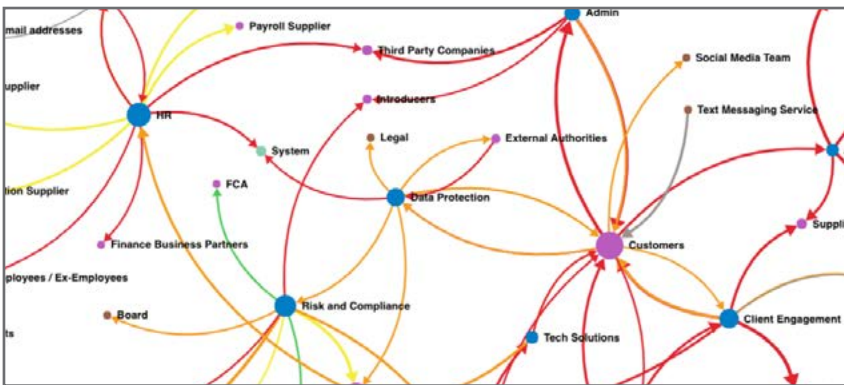 Admin
Payroll Supplier
mail addresses
Third Party Companies
Social Media Team
upplier
Introducers
Text Messaging Service
HR
Legal
External Authorities
System
FCA
tion Supplier
Data Protection
Suppli
Finance Business Partners
Customers
ployees / Ex-Employees
Risk and Compliance
Board
Client Engagement
ts
Tech Solutions